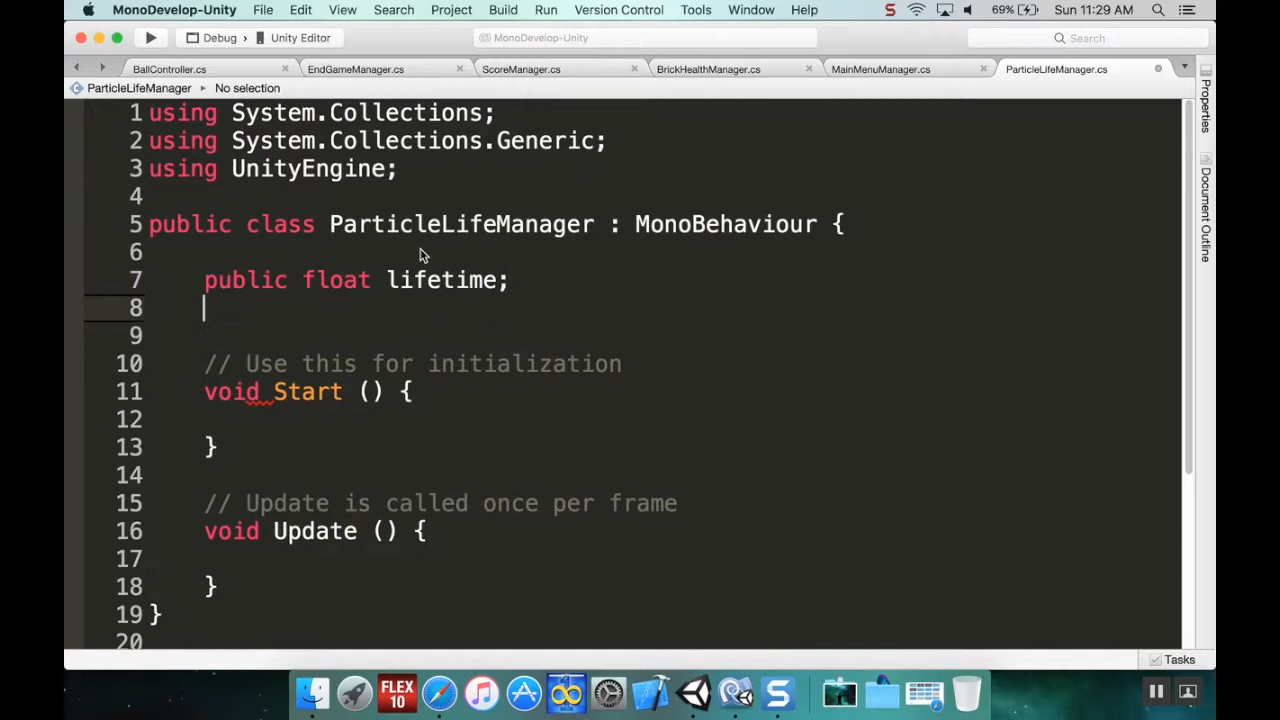 MonoDevelop-Unity File Edit View Search Project Build Run Version Control Tools Window Help S 69% Sun 11:29 AM
Debug Unity Editor MonoDevelop-Unity Search
BallController.cs EndGameManager.cs ScoreManager.cs BrickHealthManager.cs MainMenuManager.cs ParticleLifeManager.cs
ParticleLifeManager No selection
Properties
Document Outline
1 using System.Collections;
2 using System.Collections.Generic;
3 using UnityEngine;
4
5 public class ParticleLifeManager : MonoBehaviour {
6
7 public float lifetime;
8
9
10 // Use this for initialization
11 void Start () {
12
13 }
14
15 // Update is called once per frame
16 void Update () {
17
18 }
19 }
20
Tasks
FLEX
10
S